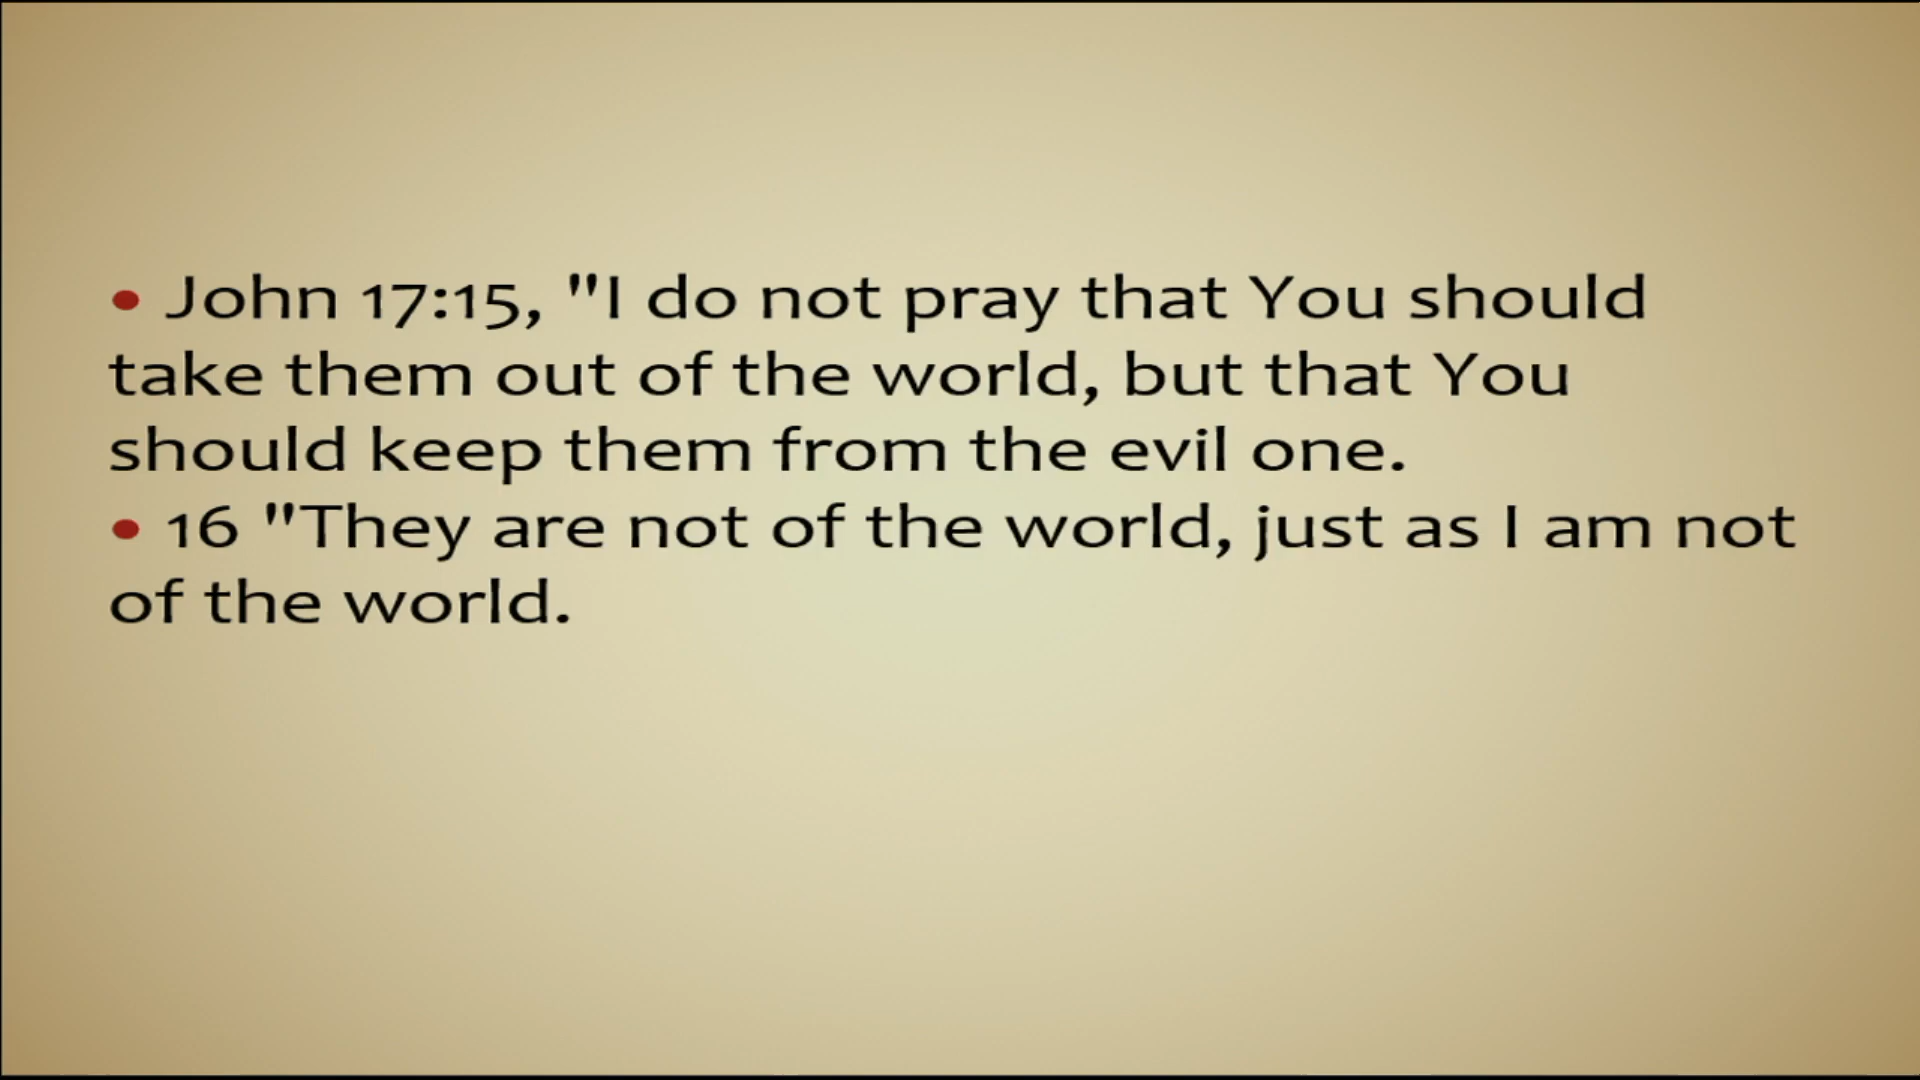 • John 17:15, "I do not pray that You should
take them out of the world, but that You
should keep them from the evil one.
• 16 "They are not of the world, just as I am not
of the world.